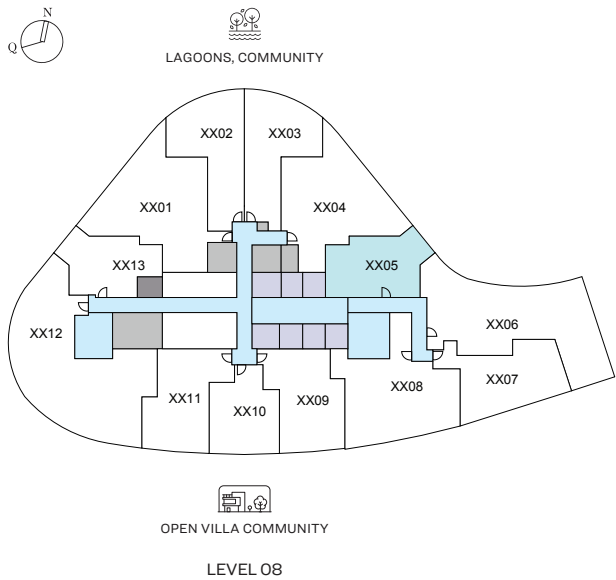 N
Q
LAGOONS, COMMUNITY
XX02 XX03
XX01 XX04
XX13 XX05
XX12 XX06
XX08 XX07
XX11 XX10 XX09
OPEN VILLA COMMUNITY
LEVEL 08